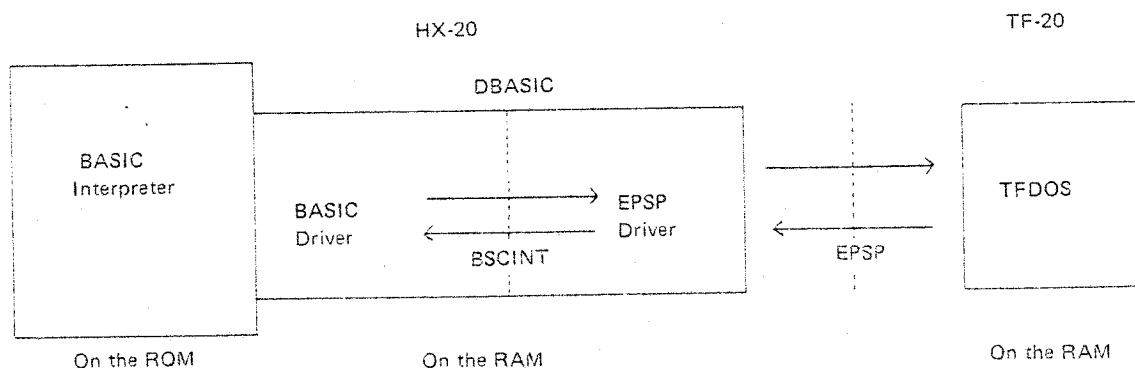 HX-20
TF-20
DBASIC
BASIC
Interpreter
BASIC
Driver
EPSP
Driver
BSCINT
EPSP
TFDOS
On the ROM
On the RAM
On the RAM